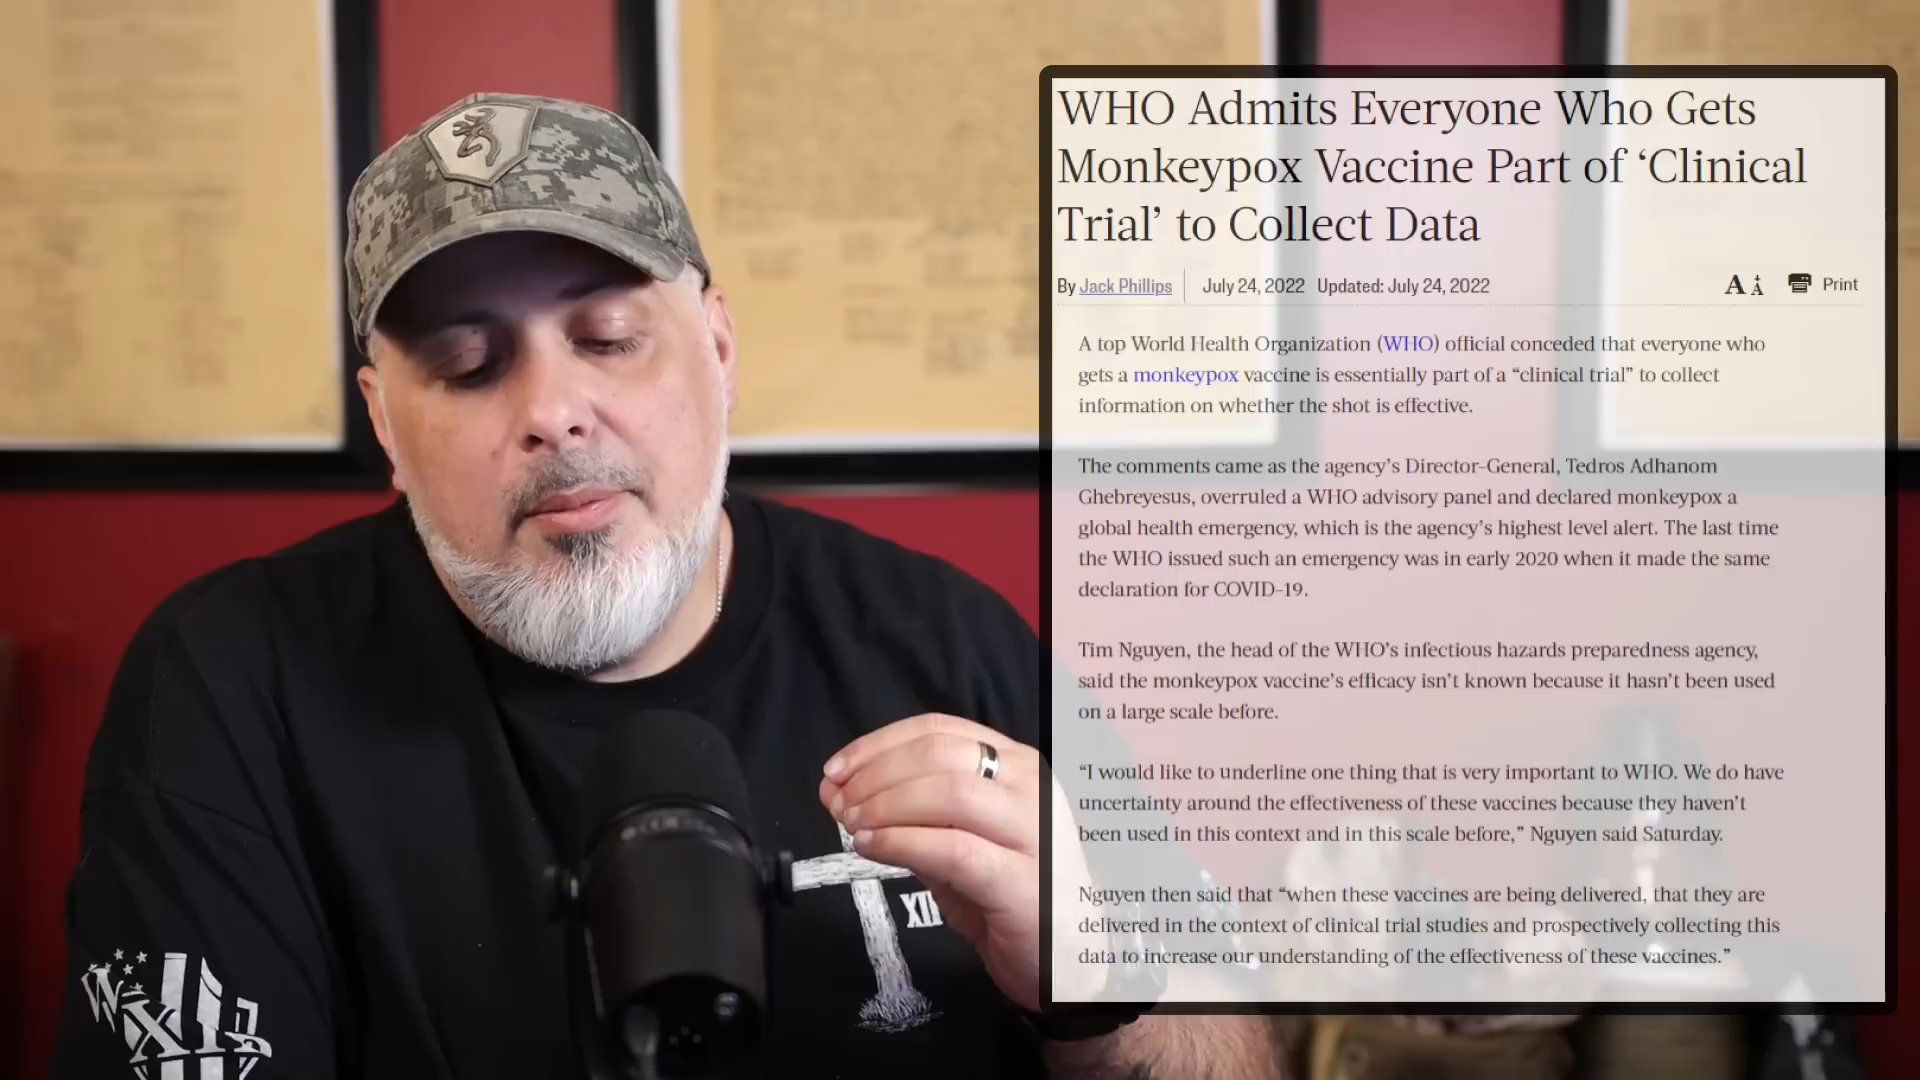 WHO Admits Everyone Who Gets
Monkeypox Vaccine Part of ‘Clinical
Trial’ to Collect Data
By Jack Phillips July 24, 2022 Updated: July 24, 2022 A A Print
A top World Health Organization (WHO) official conceded that everyone who
gets a monkeypox vaccine is essentially part of a “clinical trial” to collect
information on whether the shot is effective.
The comments came as the agency’s Director-General, Tedros Adhanom
Ghebreyesus, overruled a WHO advisory panel and declared monkeypox a
global health emergency, which is the agency’s highest level alert. The last time
the WHO issued such an emergency was in early 2020 when it made the same
declaration for COVID-19.
Tim Nguyen, the head of the WHO’s infectious hazards preparedness agency,
said the monkeypox vaccine’s efficacy isn’t known because it hasn’t been used
on a large scale before.
“I would like to underline one thing that is very important to WHO. We do have
uncertainty around the effectiveness of these vaccines because they haven’t
been used in this context and in this scale before,” Nguyen said Saturday.
Nguyen then said that “when these vaccines are being delivered, that they are
delivered in the context of clinical trial studies and prospectively collecting this
data to increase our understanding of the effectiveness of these vaccines.”